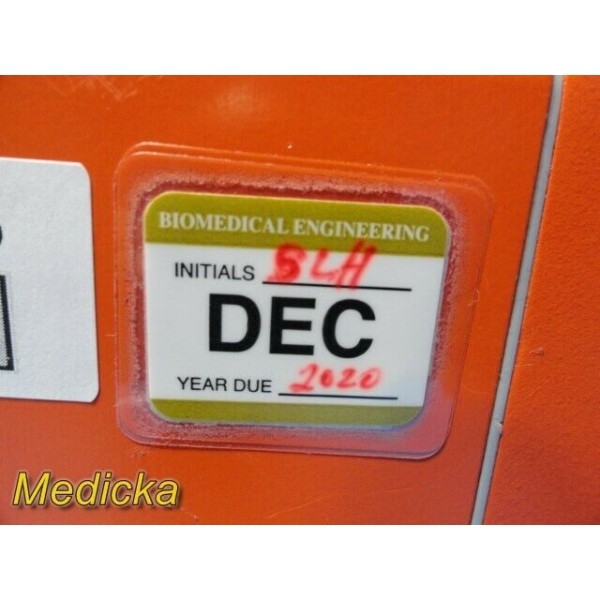 BIOMEDICAL ENGINEERING
INITIALS SLH
DEC
YEAR DUE 2020
Medicka